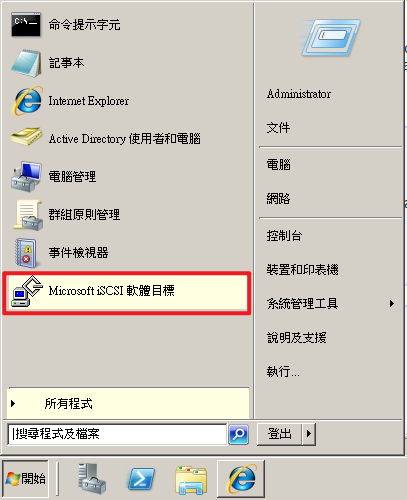 命令提示字元
記事本
Internet Explorer
Active Directory 使用者和電腦
電腦管理
群組原則管理
事件檢視器
Microsoft iSCSI 軟體目標
所有程式
搜尋程式及檔案
Administrator
文件
電腦
網路
控制台
裝置和印表機
系統管理工具
說明及支援
執行...
登出
開始